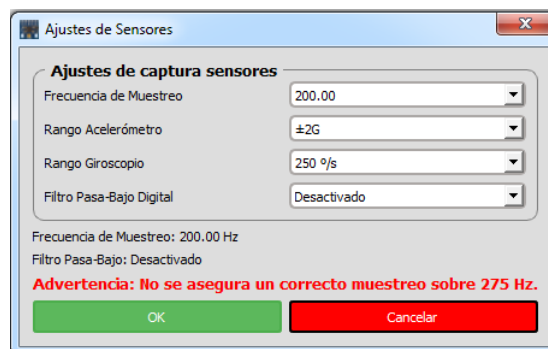 Ajustes de Sensores
Ajustes de captura sensores
Frecuencia de Muestreo 200.00
Rango Acelerómetro ±2G
Rango Giroscopio 250 º/s
Filtro Pasa-Bajo Digital Desactivado
Frecuencia de Muestreo: 200.00 Hz
Filtro Pasa-Bajo: Desactivado
Advertencia: No se asegura un correcto muestreo sobre 275 Hz.
OK Cancelar